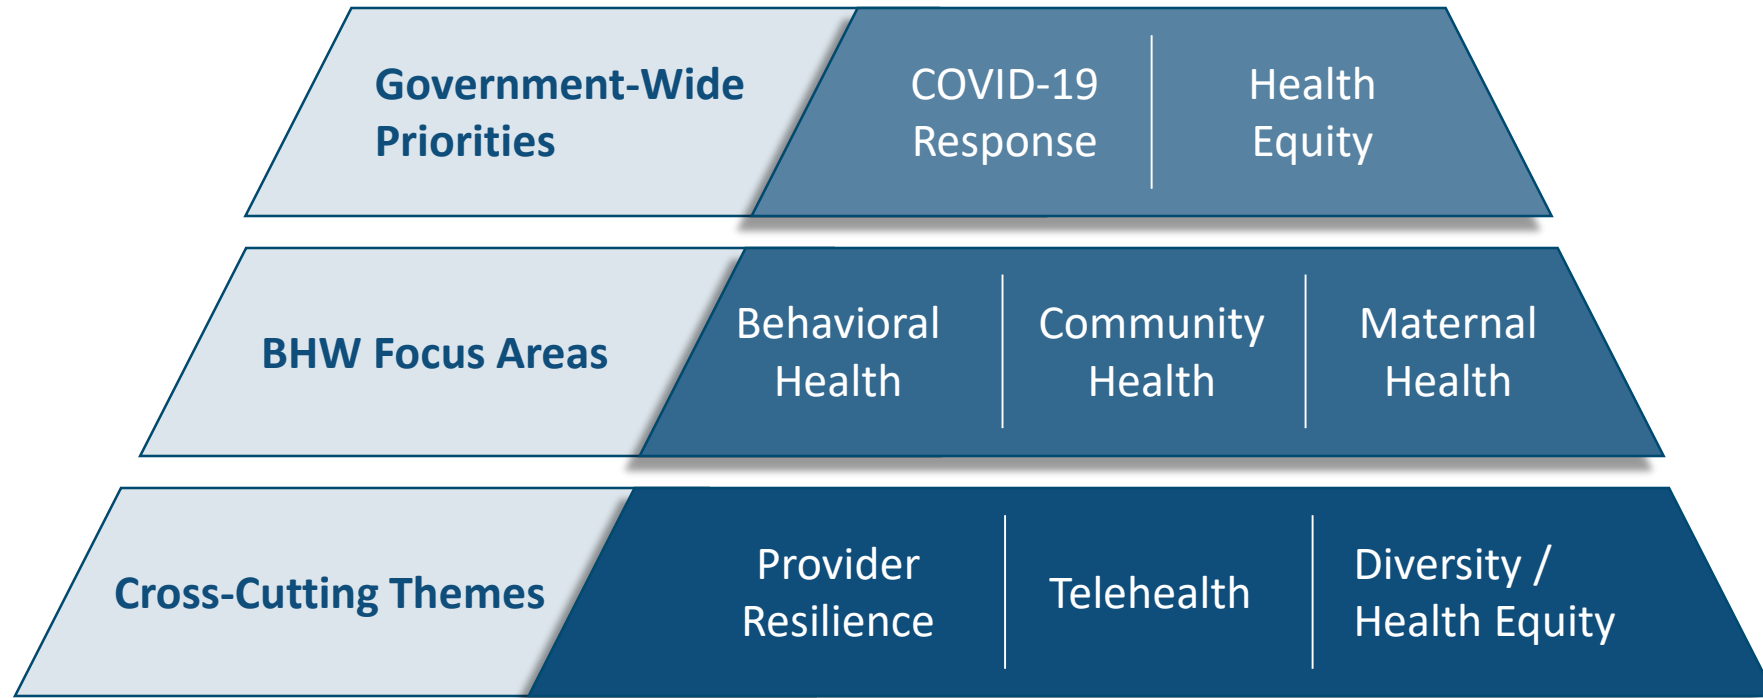 Government-Wide
Priorities
COVID-19
Response
Health
Equity
BHW Focus Areas
Behavioral
Health
Community
Health
Maternal
Health
Cross-Cutting Themes
Provider
Resilience
Telehealth
Diversity /
Health Equity